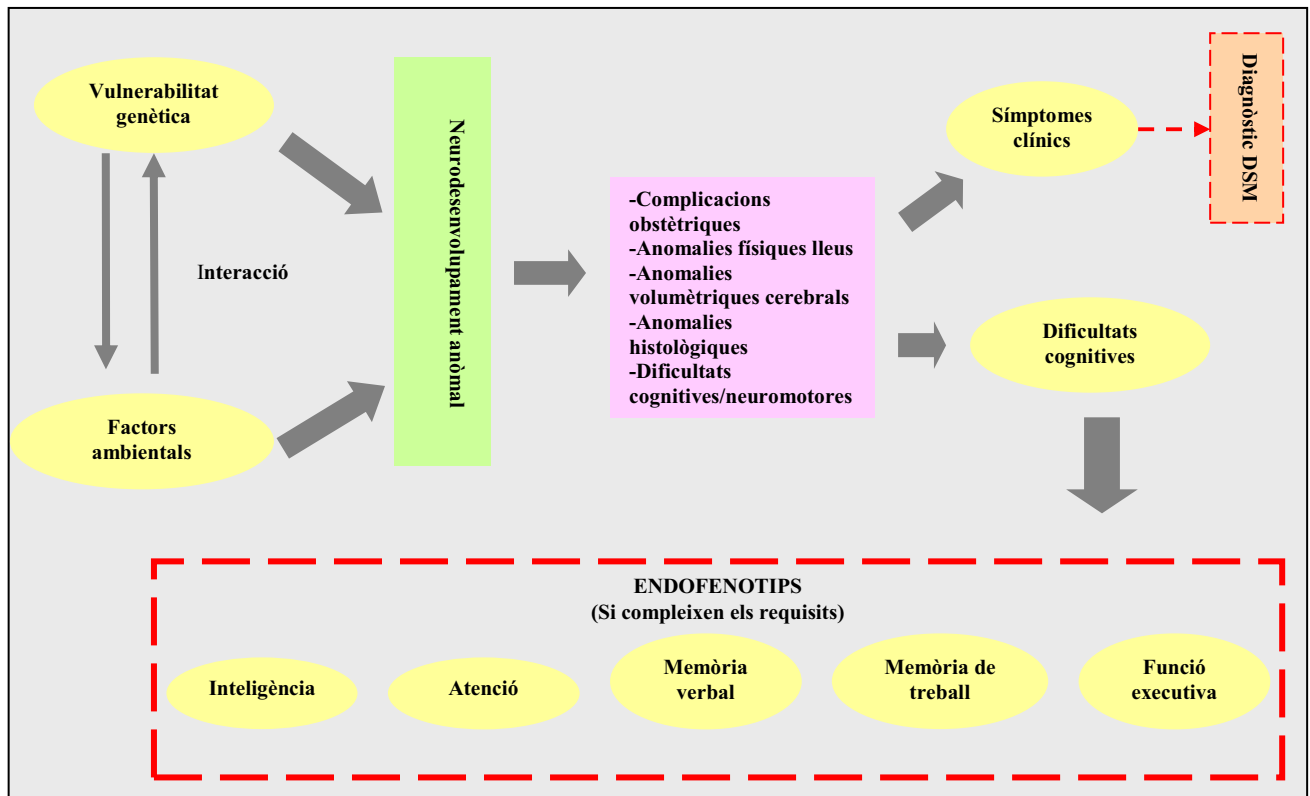 Vulnerabilitat
genètica
Interacció
Factors
ambientals
Neurodesenvolupament anòmal
-Complicacions
obstètriques
-Anomalies físiques lleus
-Anomalies
volumètriques cerebrals
-Anomalies
histològiques
-Dificultats
cognitives/neuromotores
Símptomes
clínics
Diagnòstic DSM
Dificultats
cognitives
ENDOFENOTIPS
(Si compleixen els requisits)
Inteligència
Atenció
Memòria
verbal
Memòria de
treball
Funció
executiva